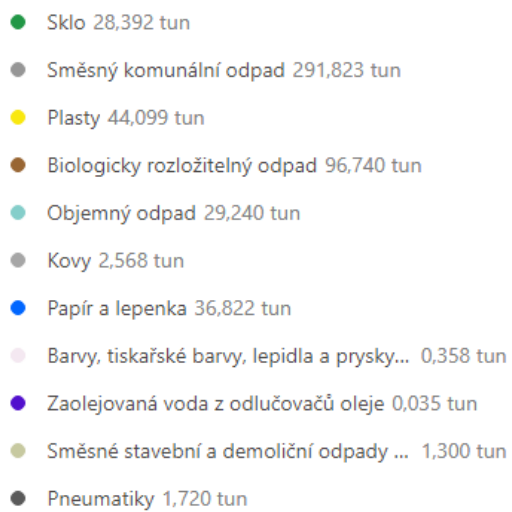 Sklo 28,392 tun
Směsný komunální odpad 291,823 tun
Plasty 44,099 tun
Biologicky rozložitelný odpad 96,740 tun
Objemný odpad 29,240 tun
Kovy 2,568 tun
Papír a lepenka 36,822 tun
Barvy, tiskařské barvy, lepidla a prysky... 0,358 tun
Zaolejovaná voda z odlučovačů oleje 0,035 tun
Směsné stavební a demoliční odpady ... 1,300 tun
Pneumatiky 1,720 tun